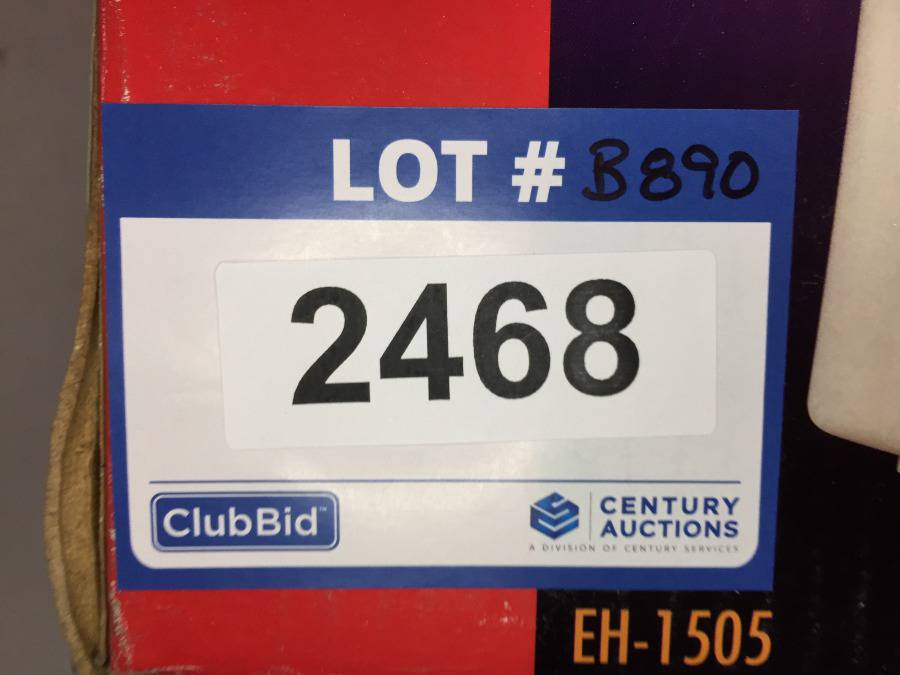 LOT # B890
2468
ClubBid™
CENTURY
AUCTIONS
A DIVISION OF CENTURY SERVICES
EH-1505